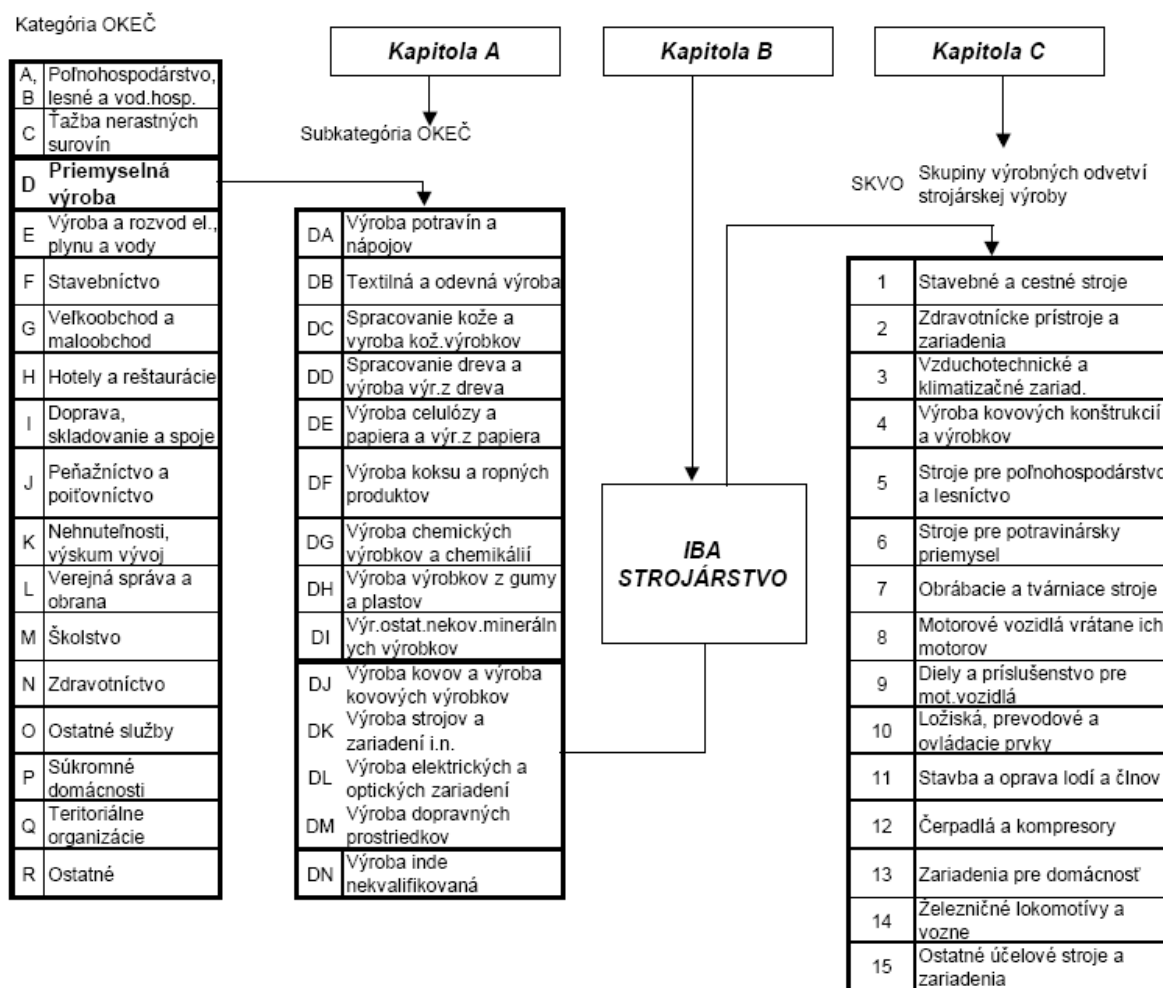 Kategória OKEČ
Kapitola A
Kapitola B
Kapitola C
A, Poľnohospodárstvo,
B lesné a vod.hosp.
C Ťažba nerastných
surovín
D Priemyselná
výroba
E Výroba a rozvod el.,
plynu a vody
F Stavebníctvo
G Veľkoobchod a
maloobchod
H Hotely a reštaurácie
I Doprava,
skladovanie a spoje
J Peňažníctvo a
poiťovníctvo
K Nehnuteľnosti,
výskum vývoj
L Verejná správa a
obrana
M Školstvo
N Zdravotníctvo
O Ostatné služby
P Súkromné
domácnosti
Q Teritoriálne
organizácie
R Ostatné
Subkategória OKEČ
DA Výroba potravín a
nápojov
DB Textilná a odevná výroba
DC Spracovanie kože a
vyroba kož.výrobkov
DD Spracovanie dreva a
výroba výr.z dreva
DE Výroba celulózy a
papiera a výr.z papiera
DF Výroba koksu a ropných
produktov
DG Výroba chemických
výrobkov a chemikálií
DH Výroba výrobkov z gumy
a plastov
DI Výr.ostat.nekov.mineráln
ych výrobkov
DJ Výroba kovov a výroba
kovových výrobkov
DK Výroba strojov a
zariadení i.n.
DL Výroba elektrických a
optických zariadení
DM Výroba dopravných
prostriedkov
DN Výroba inde
nekvalifikovaná
IBA
STROJÁRSTVO
SKVO Skupiny výrobných odvetví
strojárskej výroby
1 Stavebné a cestné stroje
2 Zdravotnícke prístroje a
zariadenia
3 Vzduchotechnické a
klimatizačné zariad.
4 Výroba kovových konštrukcií
a výrobkov
5 Stroje pre poľnohospodárstvo
a lesníctvo
6 Stroje pre potravinársky
priemysel
7 Obrábacie a tvárniace stroje
8 Motorové vozidlá vrátane ich
motorov
9 Diely a príslušenstvo pre
mot.vozidlá
10 Ložiská, prevodové a
ovládacie prvky
11 Stavba a oprava lodí a člnov
12 Čerpadlá a kompresory
13 Zariadenia pre domácnosť
14 Železničné lokomotívy a
vozne
15 Ostatné účelové stroje a
zariadenia